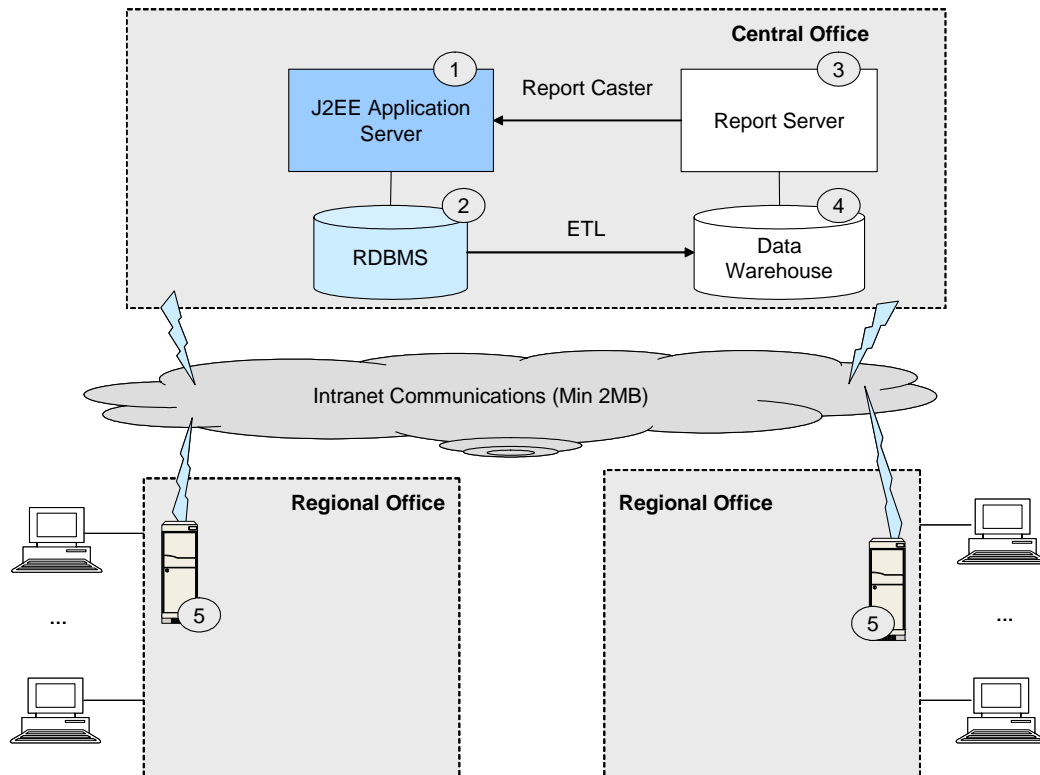 Central Office
1
3
J2EE Application
Server
Report Caster
Report Server
2
4
RDBMS
ETL
Data
Warehouse
Intranet Communications (Min 2MB)
Regional Office
Regional Office
5
5
...
...